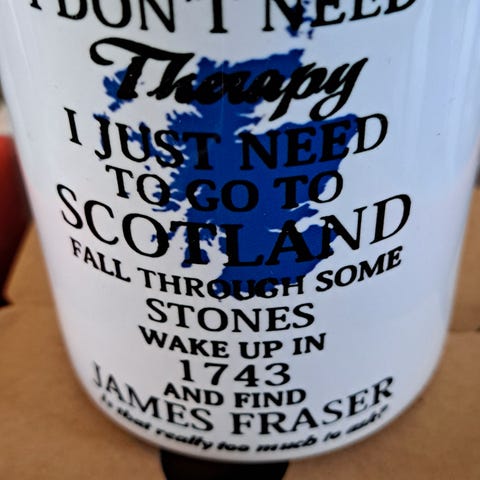 I DON'T NEED
Therapy
I JUST NEED
TO GO TO
SCOTLAND
FALL THROUGH SOME
STONES
WAKE UP IN
1743
AND FIND
JAMES FRASER
is that really too much to ask?